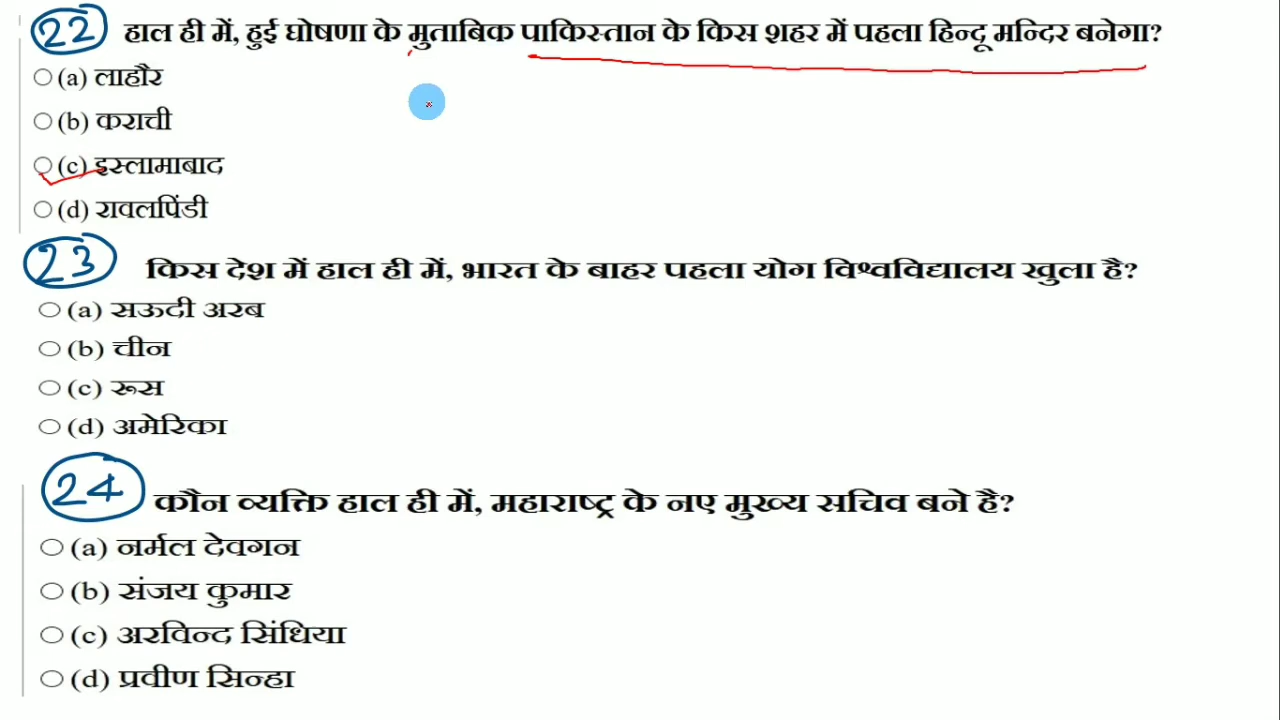 22 हाल ही में, हुई घोषणा के मुताबिक पाकिस्तान के किस शहर में पहला हिन्दू मन्दिर बनेगा?
(a) लाहौर
(b) कराची
(c) इस्लामाबाद
(d) रावलपिंडी
23 किस देश में हाल ही में, भारत के बाहर पहला योग विश्वविद्यालय खुला है?
(a) सऊदी अरब
(b) चीन
(c) रूस
(d) अमेरिका
24 कौन व्यक्ति हाल ही में, महाराष्ट्र के नए मुख्य सचिव बने है?
(a) नर्मल देवगन
(b) संजय कुमार
(c) अरविन्द सिंधिया
(d) प्रवीण सिन्हा